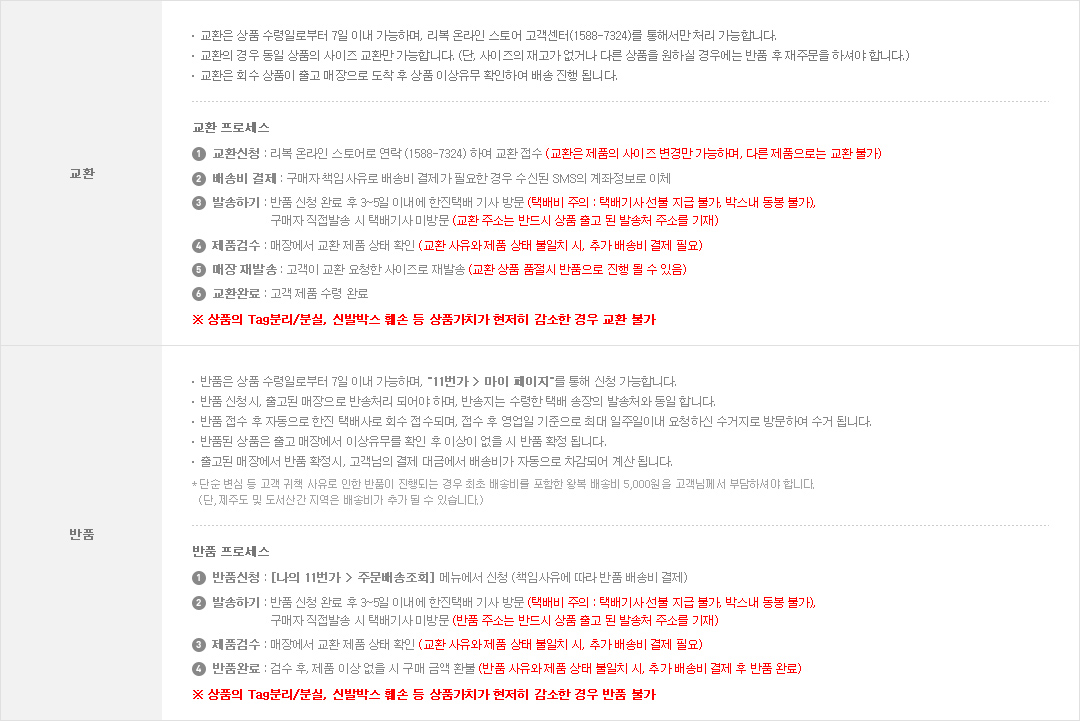 교환
· 교환은 상품 수령일로부터 7일 이내 가능하며, 리복 온라인 스토어 고객센터(1588-7324)를 통해서만 처리 가능합니다.
· 교환의 경우 동일 상품의 사이즈 교환만 가능합니다. (단, 사이즈의 재고가 없거나 다른 상품을 원하실 경우에는 반품 후 재주문을 하셔야 합니다.)
· 교환은 회수 상품이 출고 매장으로 도착 후 상품 이상유무 확인하여 배송 진행 됩니다.
교환 프로세스
1 교환신청 : 리복 온라인 스토어로 연락 (1588-7324) 하여 교환 접수 (교환은 제품의 사이즈 변경만 가능하며, 다른 제품으로는 교환 불가)
2 배송비 결제 : 구매자 책임 사유로 배송비 결제가 필요한 경우 수신된 SMS의 계좌정보로 이체
3 발송하기 : 반품 신청 완료 후 3~5일 이내에 한진택배 기사 방문 (택배비 주의 : 택배기사 선불 지급 불가, 박스내 동봉 불가),
구매자 직접발송 시 택배기사 미방문 (교환 주소는 반드시 상품 출고 된 발송처 주소를 기재)
4 제품검수 : 매장에서 교환 제품 상태 확인 (교환 사유와 제품 상태 불일치 시, 추가 배송비 결제 필요)
5 매장 재발송 : 고객이 교환 요청한 사이즈로 재발송 (교환 상품 품절시 반품으로 진행 될 수 있음)
6 교환완료 : 고객 제품 수령 완료
※ 상품의 Tag분리/분실, 신발박스 훼손 등 상품가치가 현저히 감소한 경우 교환 불가
반품
· 반품은 상품 수령일로부터 7일 이내 가능하며, "11번가 > 마이 페이지"를 통해 신청 가능합니다.
· 반품 신청시, 출고된 매장으로 반송처리 되어야 하며, 반송지는 수령한 택배 송장의 발송처와 동일 합니다.
· 반품 접수 후 자동으로 한진 택배사로 회수 접수되며, 접수 후 영업일 기준으로 최대 일주일이내 요청하신 수거지로 방문하여 수거 됩니다.
· 반품된 상품은 출고 매장에서 이상유무를 확인 후 이상이 없을 시 반품 확정 됩니다.
· 출고된 매장에서 반품 확정시, 고객님의 결제 대금에서 배송비가 자동으로 차감되어 계산 됩니다.
* 단순 변심 등 고객 귀책 사유로 인한 반품이 진행되는 경우 최초 배송비를 포함한 왕복 배송비 5,000원을 고객님께서 부담하셔야 합니다.
(단, 제주도 및 도서산간 지역은 배송비가 추가 될 수 있습니다.)
반품 프로세스
1 반품신청 : [나의 11번가 > 주문배송조회] 메뉴에서 신청 (책임사유에 따라 반품 배송비 결제)
2 발송하기 : 반품 신청 완료 후 3~5일 이내에 한진택배 기사 방문 (택배비 주의 : 택배기사 선불 지급 불가, 박스내 동봉 불가),
구매자 직접발송 시 택배기사 미방문 (반품 주소는 반드시 상품 출고 된 발송처 주소를 기재)
3 제품검수 : 매장에서 교환 제품 상태 확인 (교환 사유와 제품 상태 불일치 시, 추가 배송비 결제 필요)
4 반품완료 : 검수 후, 제품 이상 없을 시 구매 금액 환불 (반품 사유와 제품 상태 불일치 시, 추가 배송비 결제 후 반품 완료)
※ 상품의 Tag분리/분실, 신발박스 훼손 등 상품가치가 현저히 감소한 경우 반품 불가